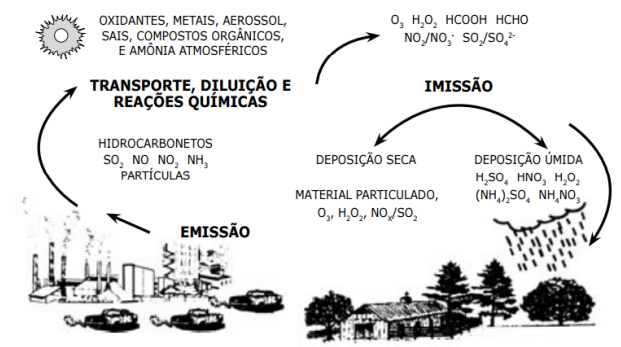 OXIDANTES, METAIS, AEROSSOL,
SAIS, COMPOSTOS ORGÂNICOS,
E AMÔNIA ATMOSFÉRICOS
TRANSPORTE, DILUIÇÃO E
REAÇÕES QUÍMICAS
HIDROCARBONETOS
SO₂ NO NO₂ NH₃
PARTÍCULAS
EMISSÃO
O₃ H₂O₂ HCOOH HCHO
NO₂/NO₃⁻ SO₂/SO₄²⁻
IMISSÃO
DEPOSIÇÃO SECA
MATERIAL PARTICULADO,
O₃, H₂O₂, NOₓ/SO₂
DEPOSIÇÃO ÚMIDA
H₂SO₄ HNO₃ H₂O₂
(NH₄)₂SO₄ NH₄NO₃